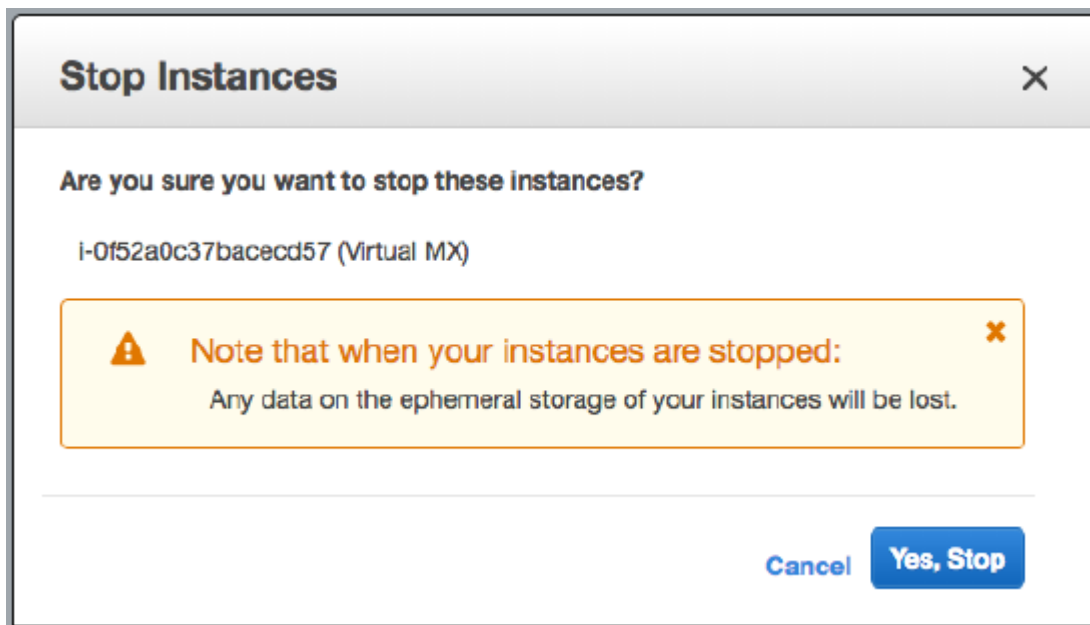 Stop Instances
Are you sure you want to stop these instances?
i-0f52a0c37bacecd57 (Virtual MX)
Note that when your instances are stopped:
Any data on the ephemeral storage of your instances will be lost.
Cancel
Yes, Stop